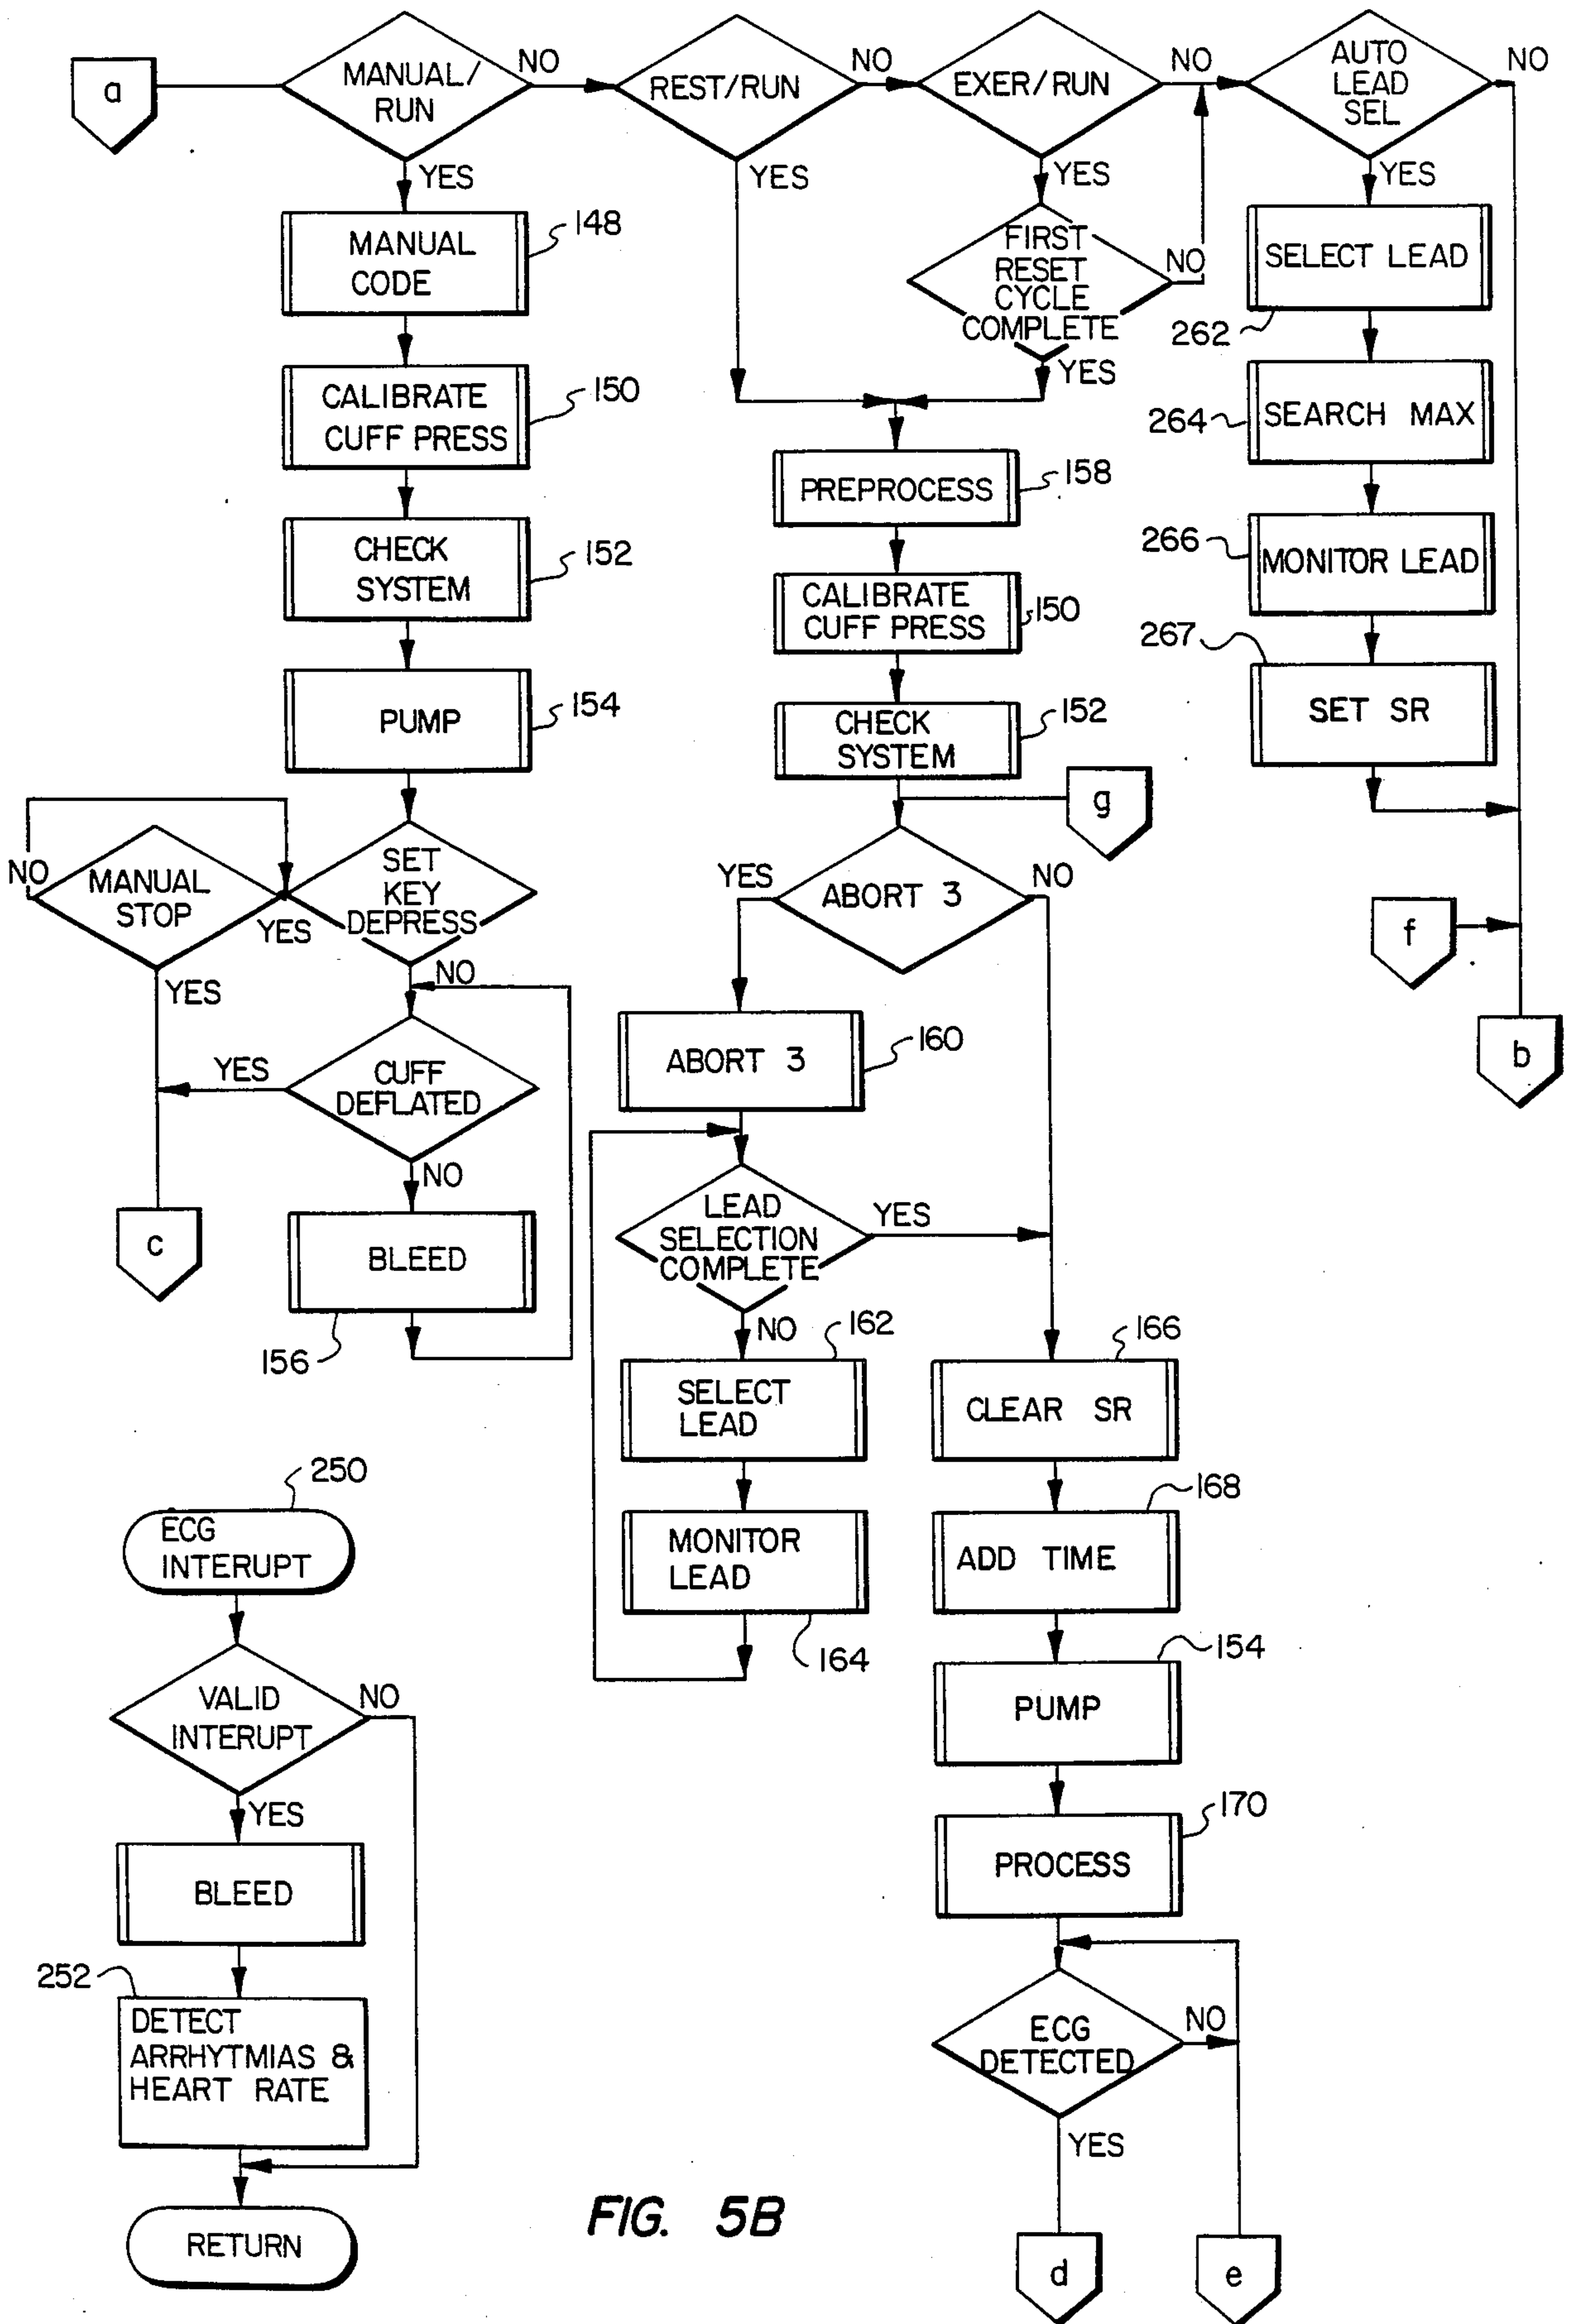 a
MANUAL/
RUN
NO
YES
REST/RUN
NO
YES
EXER/RUN
NO
YES
AUTO
LEAD
SEL
NO
YES
MANUAL
CODE
148
CALIBRATE
CUFF PRESS
150
CHECK
SYSTEM
152
PUMP
154
SET
KEY
DEPRESS
YES
NO
MANUAL
STOP
NO
YES
CUFF
DEFLATED
YES
NO
c
BLEED
156
FIRST
RESET
CYCLE
COMPLETE
NO
YES
PREPROCESS
158
CALIBRATE
CUFF PRESS
150
CHECK
SYSTEM
152
g
ABORT 3
YES
NO
ABORT 3
160
LEAD
SELECTION
COMPLETE
YES
NO
SELECT
LEAD
162
MONITOR
LEAD
164
CLEAR SR
166
ADD TIME
168
PUMP
154
PROCESS
170
ECG
DETECTED
NO
YES
d
e
SELECT LEAD
262
SEARCH MAX
264
MONITOR LEAD
266
SET SR
267
f
b
ECG
INTERUPT
250
VALID
INTERUPT
NO
YES
BLEED
252
DETECT
ARRHYTMIAS &
HEART RATE
RETURN
FIG. 5B